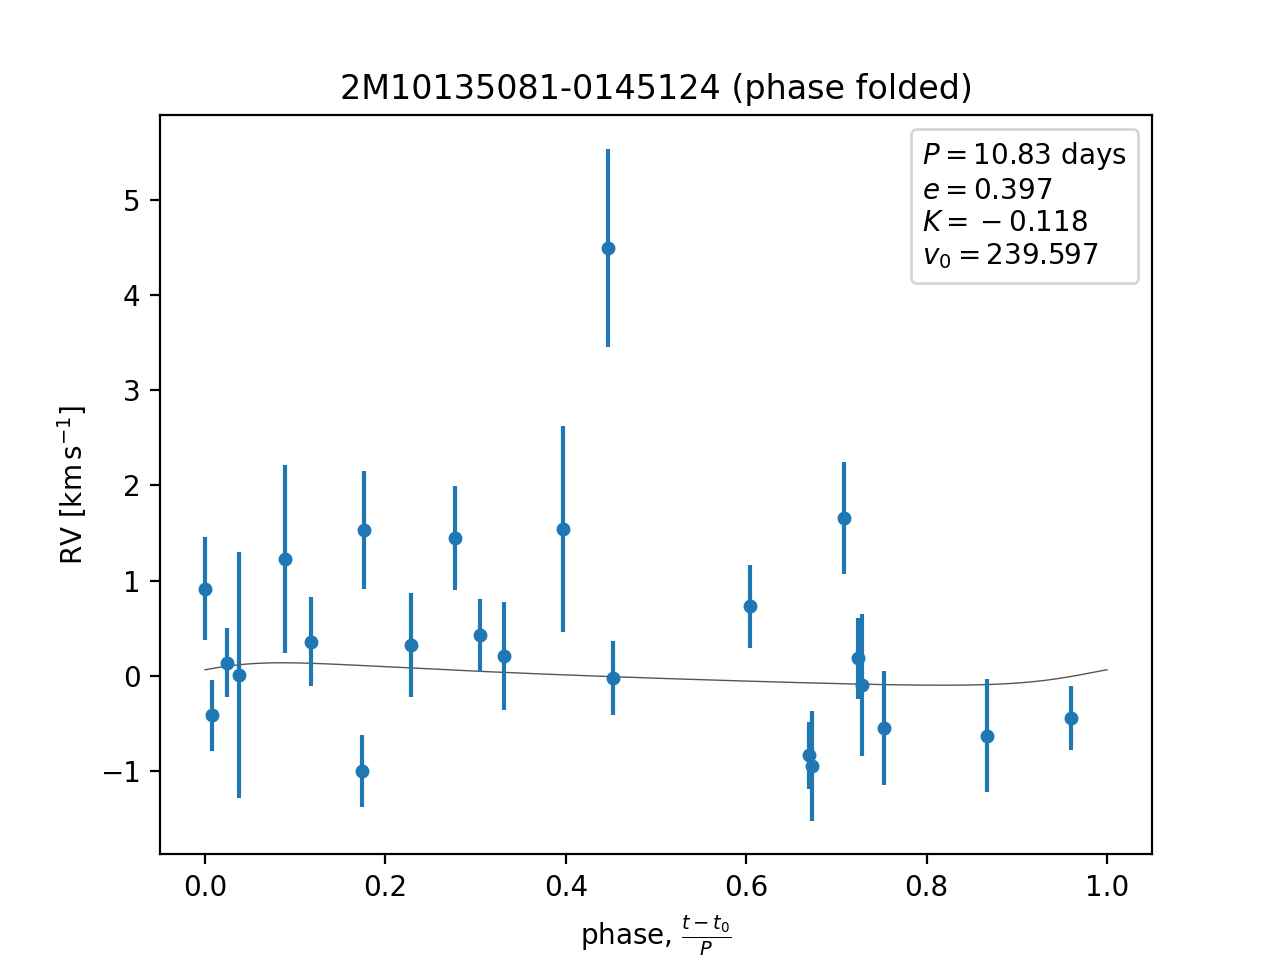 2M10135081-0145124 (phase folded)
P = 10.83 days
e = 0.397
K = −0.118
v₀ = 239.597
RV [km s⁻¹]
5
4
3
2
1
0
−1
0.0 0.2 0.4 0.6 0.8 1.0
phase, (t − t₀)/P